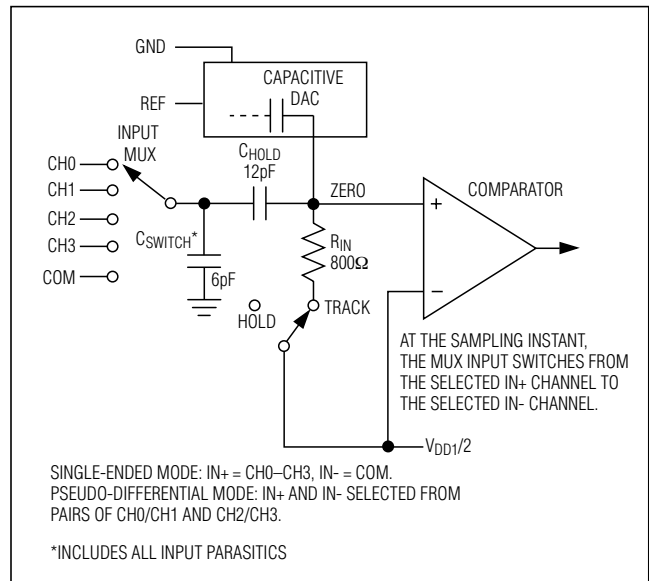 GND
CAPACITIVE
DAC
REF
INPUT
MUX
CHOLD
12pF
CH0
CH1
CH2
CH3
COM
ZERO
COMPARATOR
+
−
CSWITCH*
6pF
RIN
800Ω
HOLD
TRACK
AT THE SAMPLING INSTANT,
THE MUX INPUT SWITCHES FROM
THE SELECTED IN+ CHANNEL TO
THE SELECTED IN- CHANNEL.
VDD1/2
SINGLE-ENDED MODE: IN+ = CH0–CH3, IN- = COM.
PSEUDO-DIFFERENTIAL MODE: IN+ AND IN- SELECTED FROM
PAIRS OF CH0/CH1 AND CH2/CH3.
*INCLUDES ALL INPUT PARASITICS